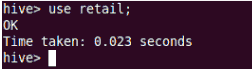 hive> use retail;
OK
Time taken: 0.023 seconds
hive>